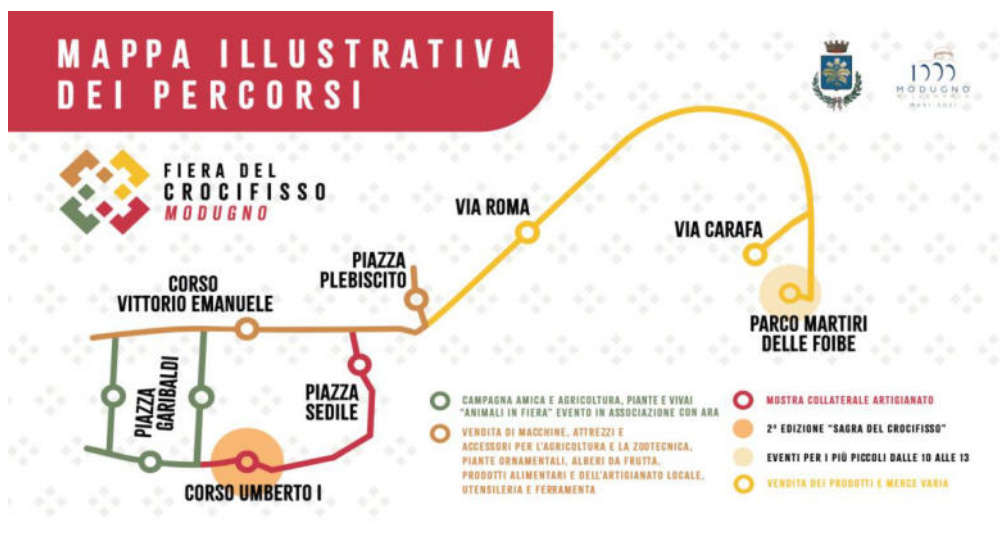 MAPPA ILLUSTRATIVA
DEI PERCORSI
MODUGNO
FIERA DEL
CROCIFISSO
MODUGNO
VIA ROMA
VIA CARAFA
PIAZZA
PLEBISCITO
CORSO
VITTORIO EMANUELE
PARCO MARTIRI
DELLE FOIBE
PIAZZA
GARIBALDI
PIAZZA
SEDILE
CORSO UMBERTO I
CAMPAGNA AMICA E AGRICOLTURA, PIANTE E VIVAI
"ANIMALI IN FIERA" EVENTO IN ASSOCIAZIONE CON ARA
VENDITA DI MACCHINE, ATTREZZI E
ACCESSORI PER L'AGRICOLTURA E LA ZOOTECNICA,
PIANTE ORNAMENTALI, ALBERI DA FRUTTA,
PRODOTTI ALIMENTARI E DELL'ARTIGIANATO LOCALE,
UTENSILERIA E FERRAMENTA
MOSTRA COLLATERALE ARTIGIANATO
2ª EDIZIONE "SAGRA DEL CROCIFISSO"
EVENTI PER I PIÙ PICCOLI DALLE 10 ALLE 13
VENDITA DEI PRODOTTI E MERCE VARIA